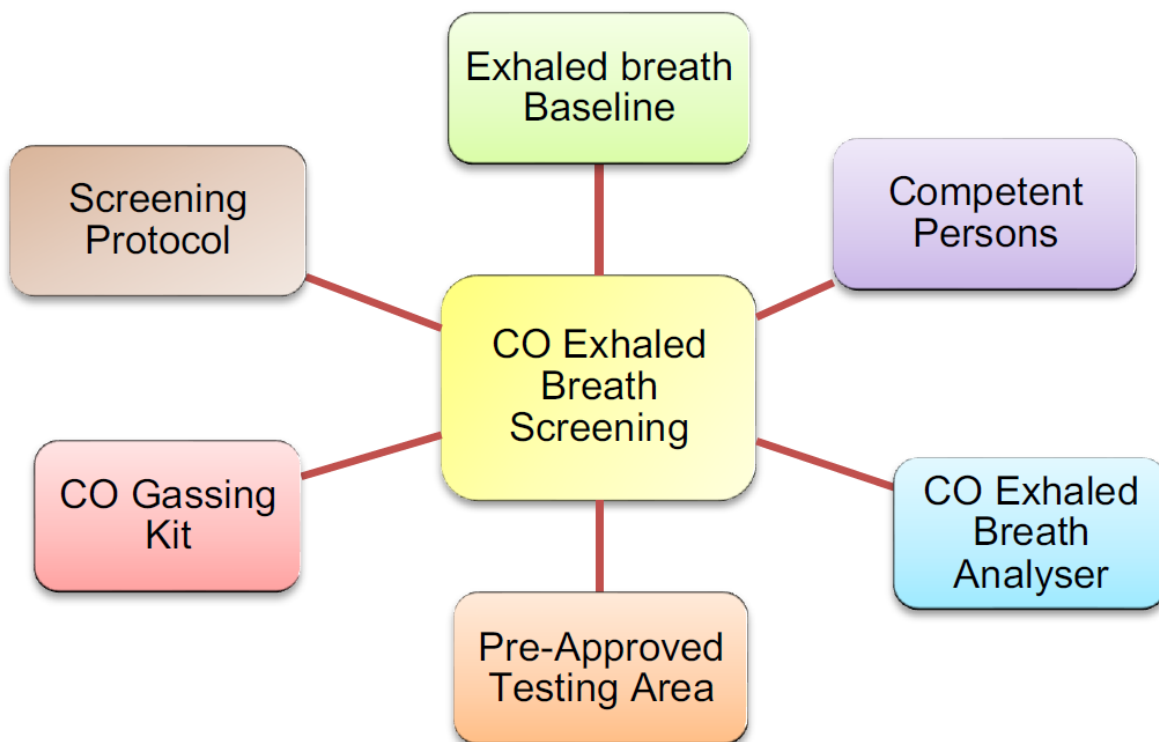 Exhaled breath
Baseline
Screening
Protocol
Competent
Persons
CO Exhaled
Breath
Screening
CO Gassing
Kit
CO Exhaled
Breath
Analyser
Pre-Approved
Testing Area